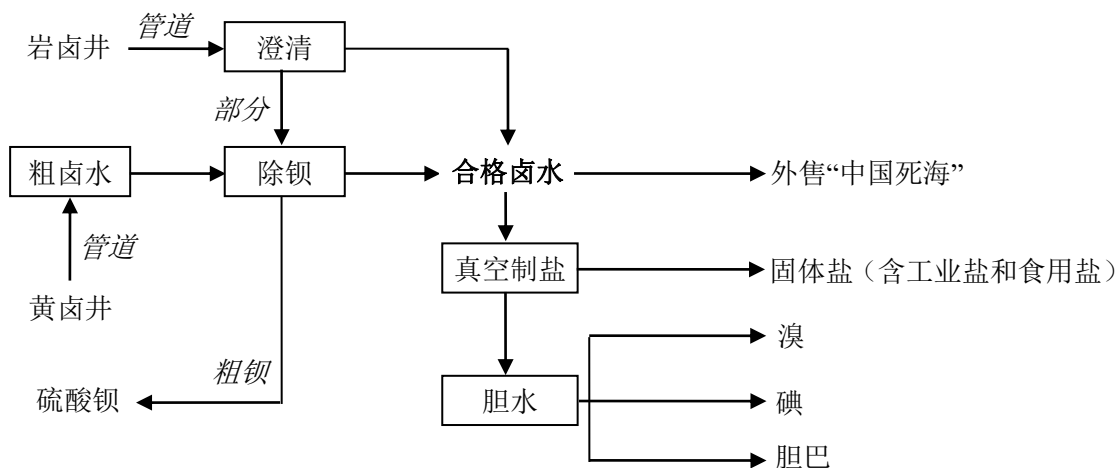 管道
岩卤井
澄清
部分
粗卤水
除钡
合格卤水
外售“中国死海”
管道
真空制盐
固体盐（含工业盐和食用盐）
黄卤井
溴
粗钡
硫酸钡
胆水
碘
胆巴